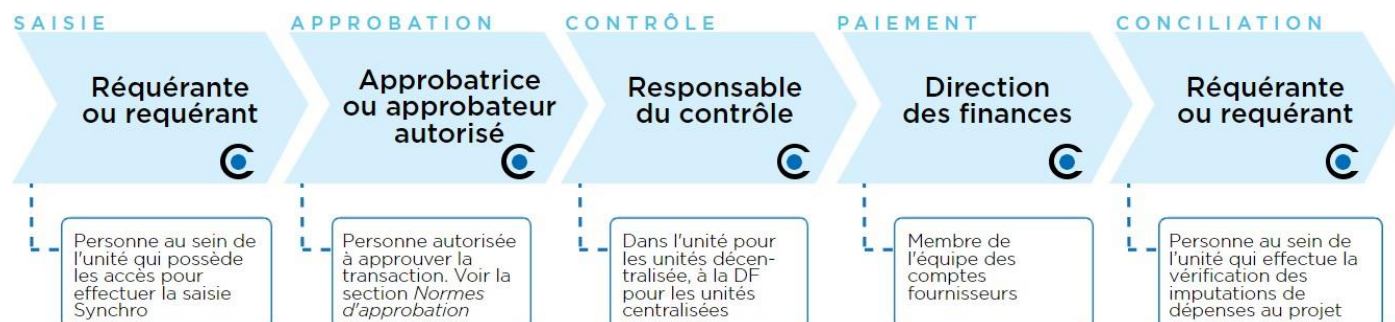 SAISIE
Réquérante
ou requérant
Personne au sein de
l'unité qui possède
les accès pour
effectuer la saisie
Synchro
APPROBATION
Approbatrice
ou approbateur
autorisé
Personne autorisée
à approuver la
transaction. Voir la
section Normes
d'approbation
CONTRÔLE
Responsable
du contrôle
Dans l'unité pour
les unités décen-
tralisée, à la DF
pour les unités
centralisées
PAIEMENT
Direction
des finances
Membre de
l'équipe des
comptes
fournisseurs
CONCILIATION
Réquérante
ou requérant
Personne au sein de
l'unité qui effectue la
vérification des
imputations de
dépenses au projet